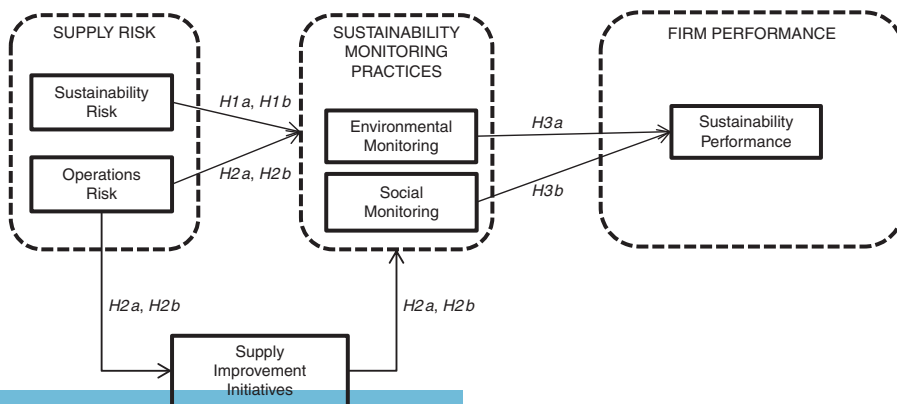 SUPPLY RISK
Sustainability
Risk
Operations
Risk
H1a, H1b
H2a, H2b
SUSTAINABILITY
MONITORING
PRACTICES
Environmental
Monitoring
Social
Monitoring
H3a
H3b
FIRM PERFORMANCE
Sustainability
Performance
H2a, H2b
Supply
Improvement
Initiatives
H2a, H2b